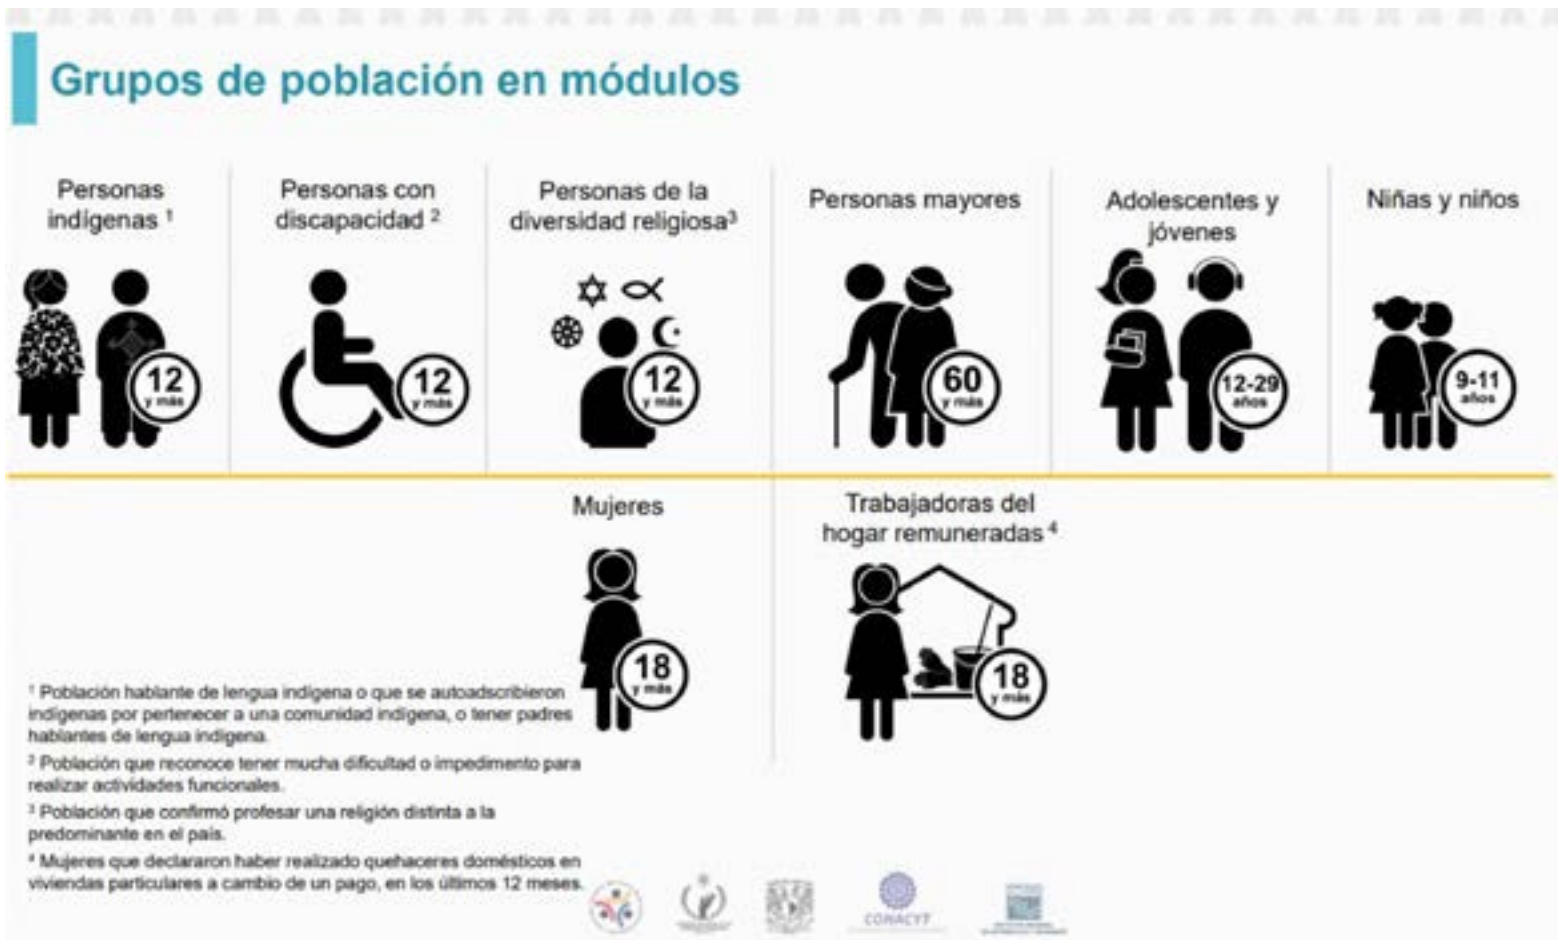 Grupos de población en módulos
Personas
indígenas ¹
12
y más
Personas con
discapacidad ²
12
y más
Personas de la
diversidad religiosa³
12
y más
Personas mayores
60
y más
Adolescentes y
jóvenes
12-29
años
Niñas y niños
9-11
años
Mujeres
18
y más
Trabajadoras del
hogar remuneradas ⁴
18
y más
¹ Población hablante de lengua indígena o que se autoadscribieron
indígenas por pertenecer a una comunidad indígena, o tener padres
hablantes de lengua indígena.
² Población que reconoce tener mucha dificultad o impedimento para
realizar actividades funcionales.
³ Población que confirmó profesar una religión distinta a la
predominante en el país.
⁴ Mujeres que declararon haber realizado quehaceres domésticos en
viviendas particulares a cambio de un pago, en los últimos 12 meses.
CONACYT